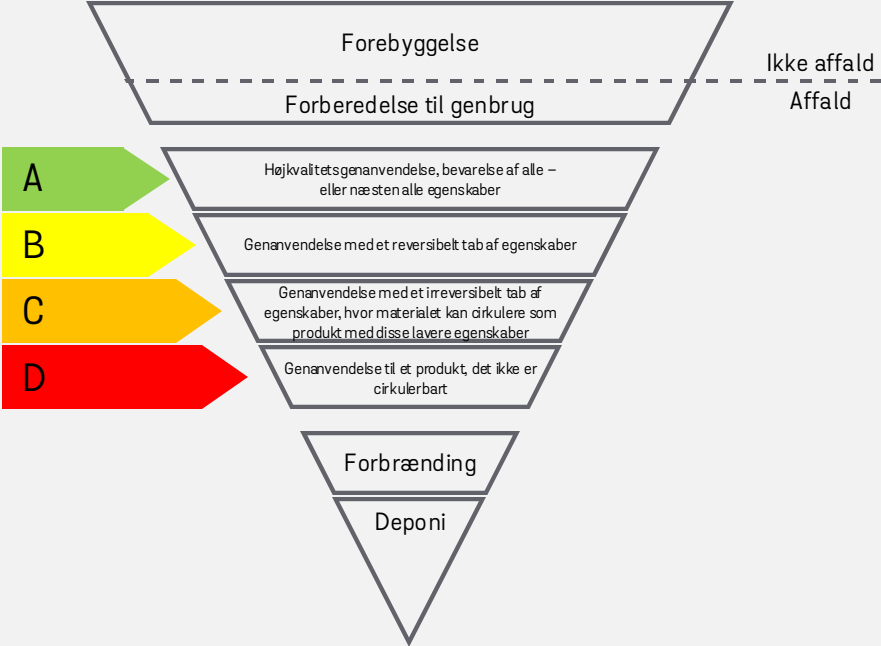 Forebyggelse
Ikke affald
Forberedelse til genbrug
Affald
A
Højkvalitetsgenanvendelse, bevarelse af alle –
eller næsten alle egenskaber
B
Genanvendelse med et reversibelt tab af egenskaber
C
Genanvendelse med et irreversibelt tab af
egenskaber, hvor materialet kan cirkulere som
produkt med disse lavere egenskaber
D
Genanvendelse til et produkt, det ikke er
cirkulerbart
Forbrænding
Deponi